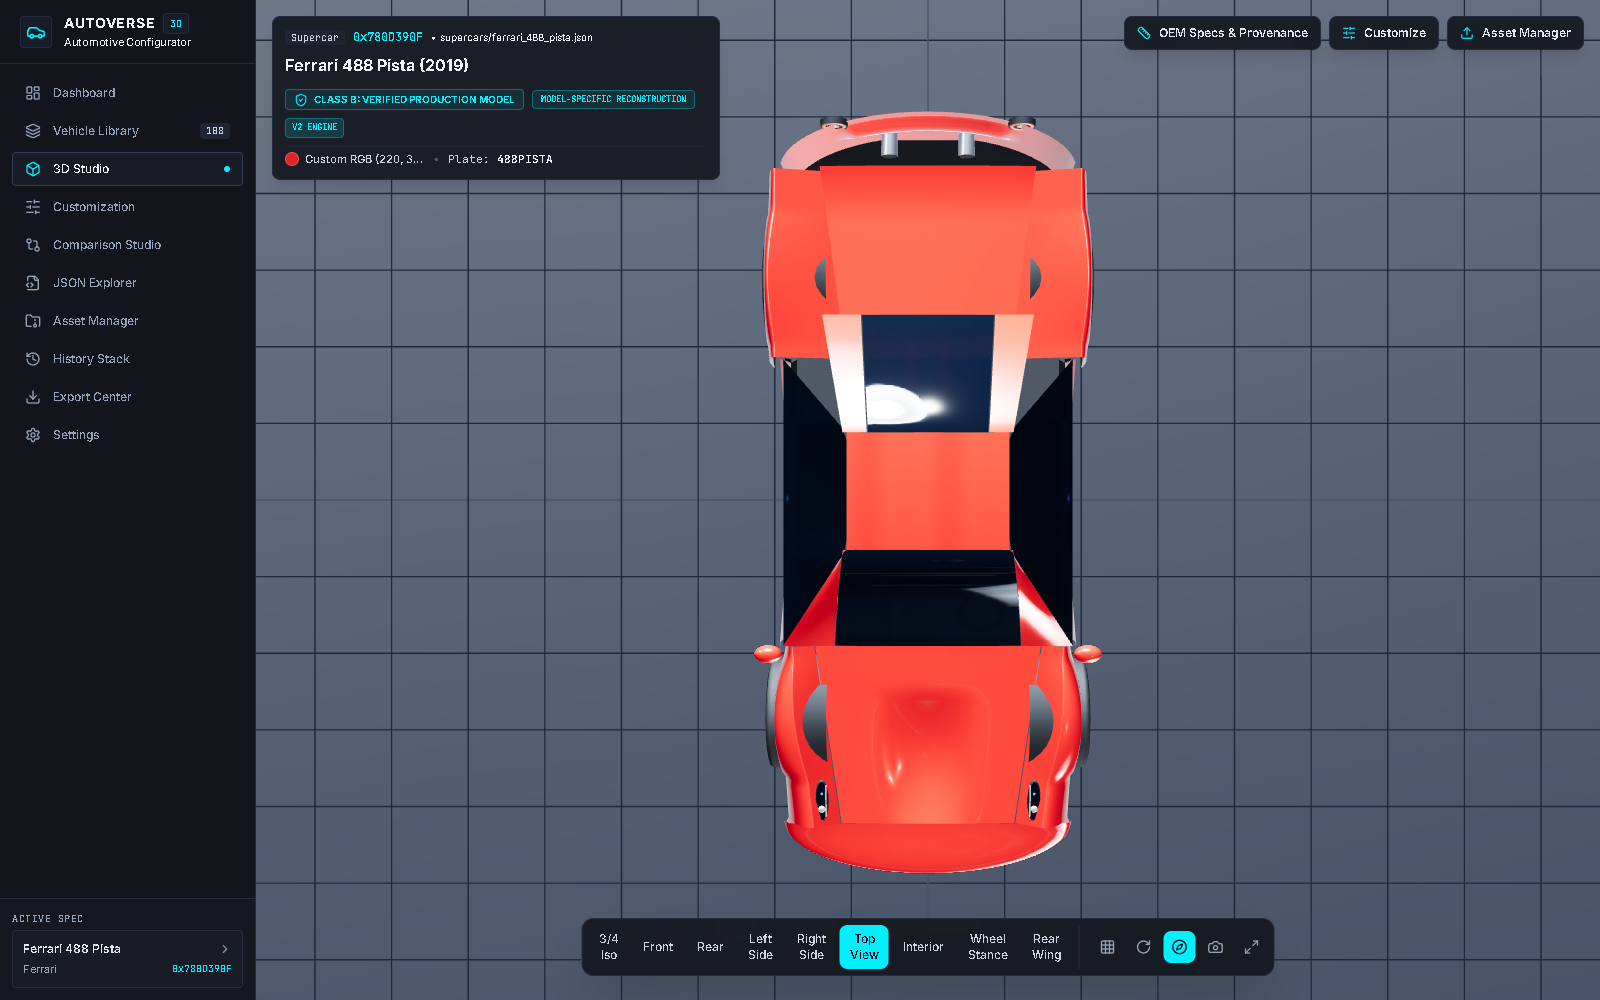 AUTOVERSE 3D
Automotive Configurator
Dashboard
Vehicle Library 188
3D Studio
Customization
Comparison Studio
JSON Explorer
Asset Manager
History Stack
Export Center
Settings
ACTIVE SPEC
Ferrari 488 Pista
Ferrari 0x780D390F
Supercar 0x780D390F • supercars/ferrari_488_pista.json
Ferrari 488 Pista (2019)
CLASS B: VERIFIED PRODUCTION MODEL
MODEL-SPECIFIC RECONSTRUCTION
V2 ENGINE
Custom RGB (220, 3... • Plate: 488PISTA
OEM Specs & Provenance
Customize
Asset Manager
3/4 Iso
Front
Rear
Left Side
Right Side
Top View
Interior
Wheel Stance
Rear Wing